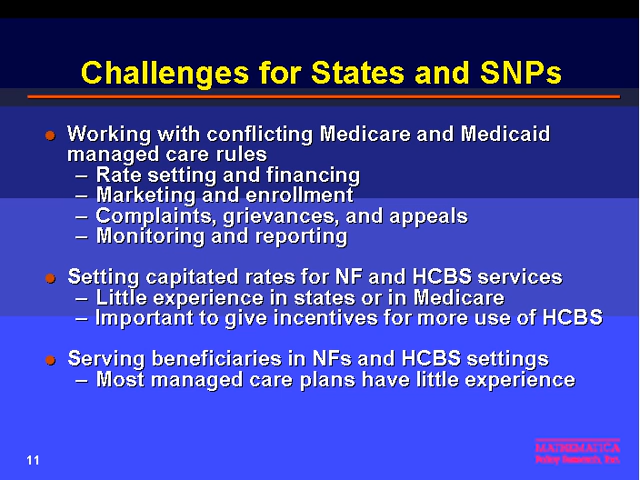 Challenges for States and SNPs
● Working with conflicting Medicare and Medicaid
managed care rules
– Rate setting and financing
– Marketing and enrollment
– Complaints, grievances, and appeals
– Monitoring and reporting
● Setting capitated rates for NF and HCBS services
– Little experience in states or in Medicare
– Important to give incentives for more use of HCBS
● Serving beneficiaries in NFs and HCBS settings
– Most managed care plans have little experience
11
MATHEMATICA
Policy Research, Inc.